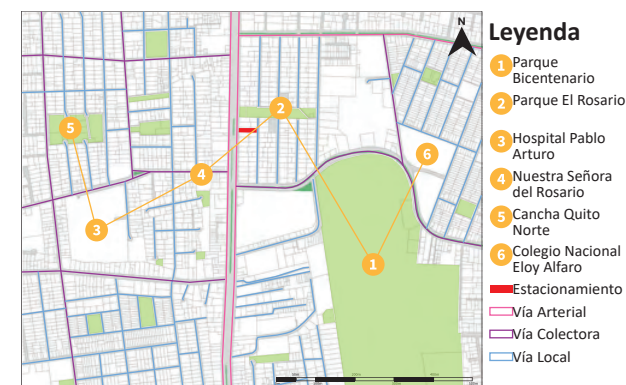 N
Leyenda
1 Parque
Bicentenario
2 Parque El Rosario
3 Hospital Pablo
Arturo
4 Nuestra Señora
del Rosario
5 Cancha Quito
Norte
6 Colegio Nacional
Eloy Alfaro
Estacionamiento
Vía Arterial
Vía Colectora
Vía Local
2
5
6
4
3
1